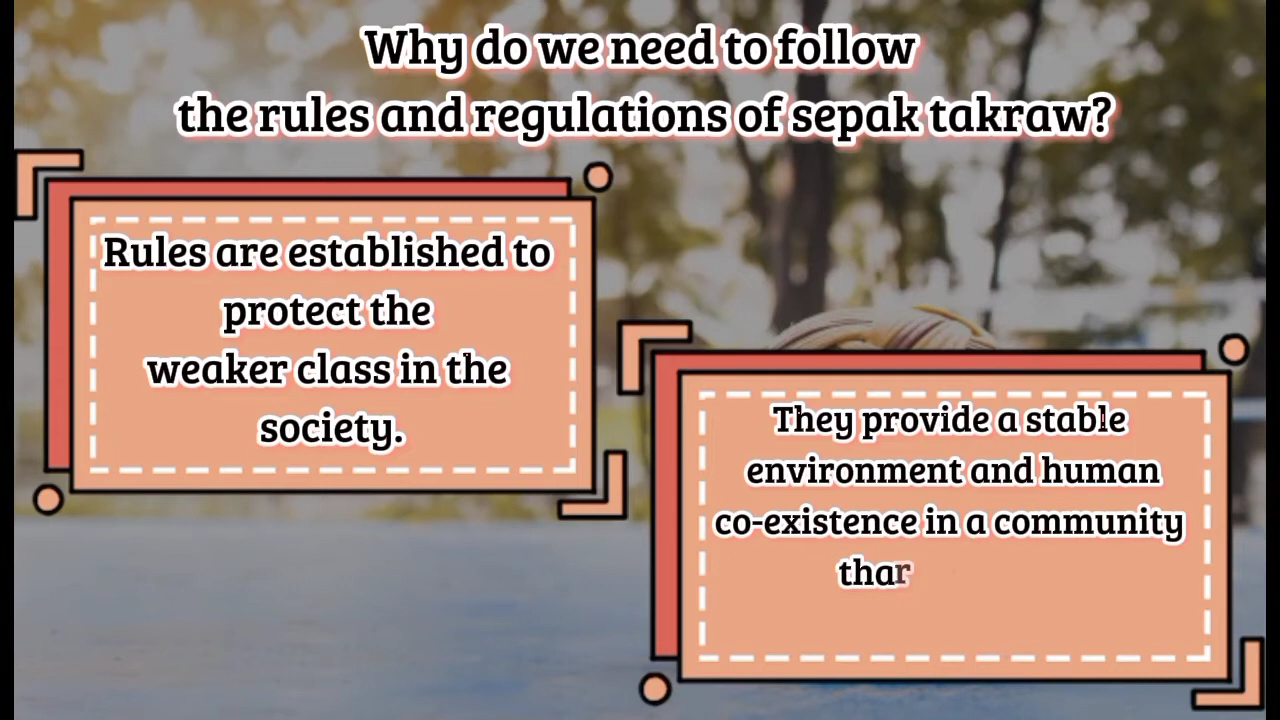 Why do we need to follow
the rules and regulations of sepak takraw?
Rules are established to
protect the
weaker class in the
society.
They provide a stable
environment and human
co-existence in a community
thar